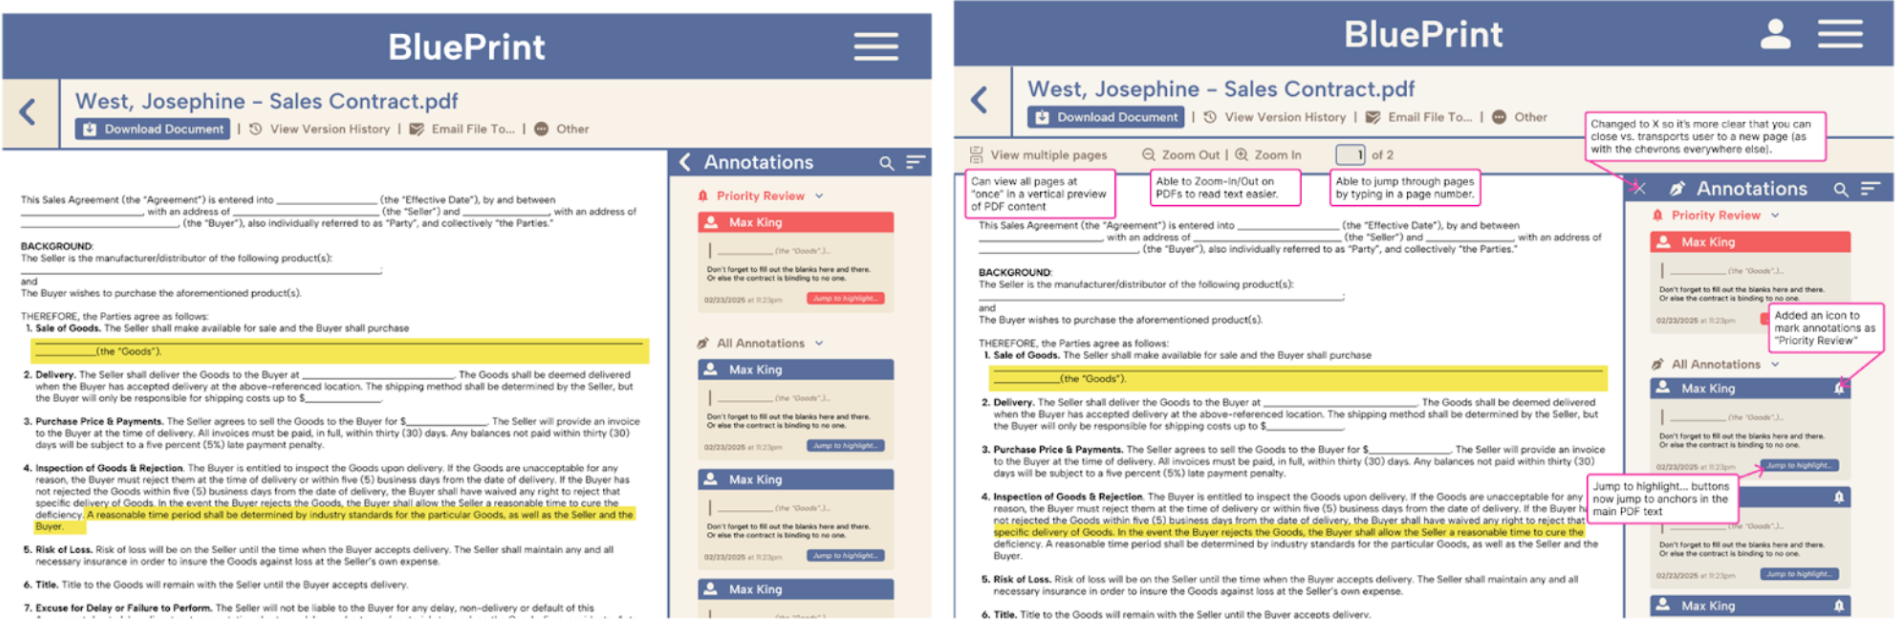 BluePrint
West, Josephine - Sales Contract.pdf
Download Document | View Version History | Email File To... | Other
Annotations
This Sales Agreement (the "Agreement") is entered into ____________________ (the "Effective Date"), by and between
____________________, with an address of ____________________ (the "Seller") and ____________, with an address of
____________________, (the "Buyer"), also individually referred to as "Party", and collectively "the Parties."
BACKGROUND:
The Seller is the manufacturer/distributor of the following product(s):
____________________;
and
The Buyer wishes to purchase the aforementioned product(s).
THEREFORE, the Parties agree as follows:
1. Sale of Goods. The Seller shall make available for sale and the Buyer shall purchase
____________(the "Goods").
2. Delivery. The Seller shall deliver the Goods to the Buyer at ____________________. The Goods shall be deemed delivered
when the Buyer has accepted delivery at the above-referenced location. The shipping method shall be determined by the Seller, but
the Buyer will only be responsible for shipping costs up to $____________.
3. Purchase Price & Payments. The Seller agrees to sell the Goods to the Buyer for $____________. The Seller will provide an invoice
to the Buyer at the time of delivery. All invoices must be paid, in full, within thirty (30) days. Any balances not paid within thirty (30)
days will be subject to a five percent (5%) late payment penalty.
4. Inspection of Goods & Rejection. The Buyer is entitled to inspect the Goods upon delivery. If the Goods are unacceptable for any
reason, the Buyer must reject them at the time of delivery or within five (5) business days from the date of delivery. If the Buyer has
not rejected the Goods within five (5) business days from the date of delivery, the Buyer shall have waived any right to reject that
specific delivery of Goods. In the event the Buyer rejects the Goods, the Buyer shall allow the Seller a reasonable time to cure the
deficiency. A reasonable time period shall be determined by industry standards for the particular Goods, as well as the Seller and the
Buyer.
5. Risk of Loss. Risk of loss will be on the Seller until the time when the Buyer accepts delivery. The Seller shall maintain any and all
necessary insurance in order to insure the Goods against loss at the Seller's own expense.
6. Title. Title to the Goods will remain with the Seller until the Buyer accepts delivery.
7. Excuse for Delay or Failure to Perform. The Seller will not be liable to the Buyer for any delay, non-delivery or default of this
Priority Review
Max King
____________ (the "Goods".)...
Don't forget to fill out the blanks here and there.
Or else the contract is binding to no one.
02/23/2025 at 11:23pm Jump to highlight...
All Annotations
Max King
____________ (the "Goods".)...
Don't forget to fill out the blanks here and there.
Or else the contract is binding to no one.
02/23/2025 at 11:23pm Jump to highlight...
Max King
____________ (the "Goods".)...
Don't forget to fill out the blanks here and there.
Or else the contract is binding to no one.
02/23/2025 at 11:23pm Jump to highlight...
Max King
BluePrint
West, Josephine - Sales Contract.pdf
Download Document | View Version History | Email File To... | Other
View multiple pages Zoom Out | Zoom In 1 of 2
Can view all pages at
"once" in a vertical preview
of PDF content
Able to Zoom-In/Out on
PDFs to read text easier.
Able to jump through pages
by typing in a page number.
Changed to X so it's more clear that you can
close vs. transports user to a new page (as
with the chevrons everywhere else).
Annotations
This Sales Agreement (the "Agreement") is entered into ____________________ (the "Effective Date"), by and between
____________________, with an address of ____________________ (the "Seller") and ____________, with an address of
____________________, (the "Buyer"), also individually referred to as "Party", and collectively "the Parties."
BACKGROUND:
The Seller is the manufacturer/distributor of the following product(s):
____________________;
and
The Buyer wishes to purchase the aforementioned product(s).
THEREFORE, the Parties agree as follows:
1. Sale of Goods. The Seller shall make available for sale and the Buyer shall purchase
____________(the "Goods").
2. Delivery. The Seller shall deliver the Goods to the Buyer at ____________________. The Goods shall be deemed delivered
when the Buyer has accepted delivery at the above-referenced location. The shipping method shall be determined by the Seller, but
the Buyer will only be responsible for shipping costs up to $____________.
3. Purchase Price & Payments. The Seller agrees to sell the Goods to the Buyer for $____________. The Seller will provide an invoice
to the Buyer at the time of delivery. All invoices must be paid, in full, within thirty (30) days. Any balances not paid within thirty (30)
days will be subject to a five percent (5%) late payment penalty.
4. Inspection of Goods & Rejection. The Buyer is entitled to inspect the Goods upon delivery. If the Goods are unacceptable for any
reason, the Buyer must reject them at the time of delivery or within five (5) business days from the date of delivery. If the Buyer
not rejected the Goods within five (5) business days from the date of delivery, the Buyer shall have waived any right to reject that
specific delivery of Goods. In the event the Buyer rejects the Goods, the Buyer shall allow the Seller a reasonable time to cure the
deficiency. A reasonable time period shall be determined by industry standards for the particular Goods, as well as the Seller and the
Buyer.
5. Risk of Loss. Risk of loss will be on the Seller until the time when the Buyer accepts delivery. The Seller shall maintain any and all
necessary insurance in order to insure the Goods against loss at the Seller's own expense.
6. Title. Title to the Goods will remain with the Seller until the Buyer accepts delivery.
Priority Review
Max King
____________ (the "Goods".)...
Don't forget to fill out the blanks here and there.
Or else the contract is binding to no one.
02/23/2025 at 11:23pm
Added an icon to
mark annotations as
"Priority Review"
All Annotations
Max King
____________ (the "Goods".)...
Don't forget to fill out the blanks here and there.
Or else the contract is binding to no one.
02/23/2025 at 11:23pm Jump to highlight...
Jump to highlight... buttons
now jump to anchors in the
main PDF text
(the "Goods".)...
Don't forget to fill out the blanks here and there.
Or else the contract is binding to no one.
02/23/2025 at 11:23pm Jump to highlight...
Max King